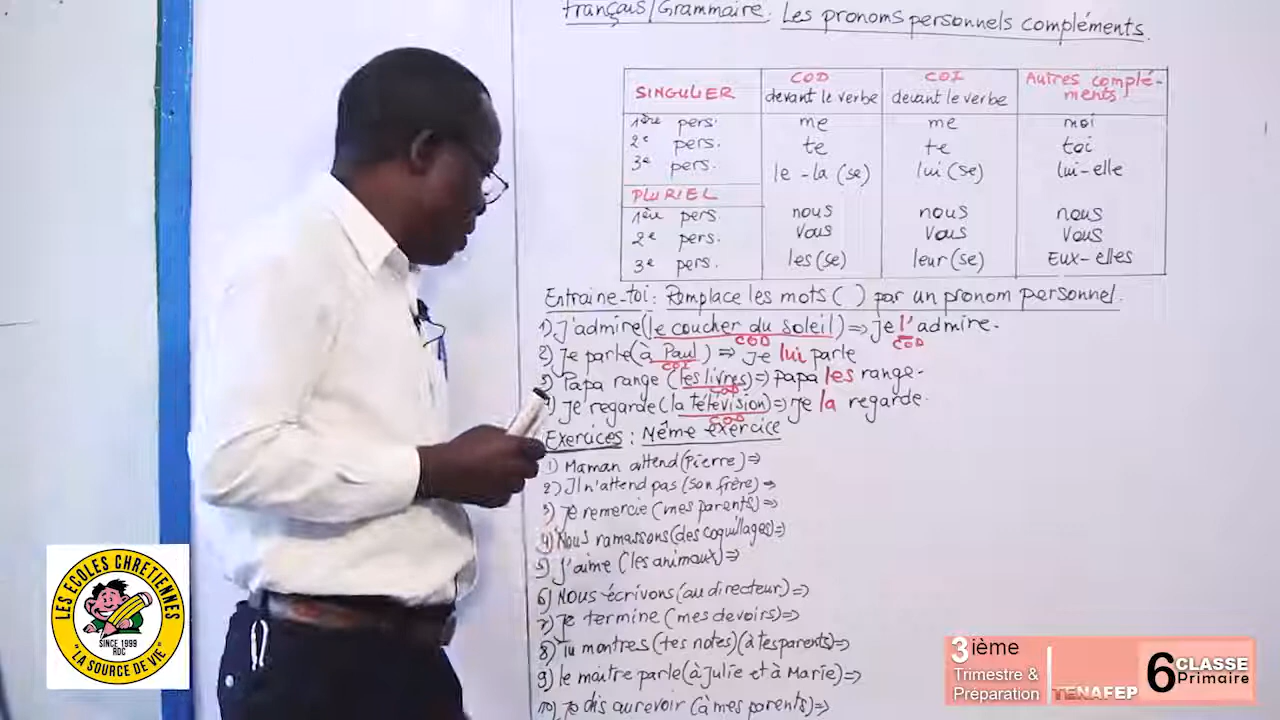 Français/Grammaire: Les pronoms personnels compléments.
SINGULIER COD devant le verbe COI devant le verbe Autres complé-ments
1ère pers. me me moi
2e pers. te te toi
3e pers. le -la (se) lui (se) lui-elle
PLURIEL
1ère pers. nous nous nous
2e pers. vous vous vous
3e pers. les (se) leur (se) Eux-elles
Entraine-toi: Remplace les mots ( ) par un pronom personnel.
1) J'admire (le coucher du soleil) => je l'admire.
COD COD
2) Je parle (à Paul) => Je lui parle
COI
3) Papa range (les livres) => Papa les range.
COD
4) Je regarde (la télévision) => Je la regarde.
COD
Exercices: Même exercice
1) Maman attend (Pierre) =>
2) Il n'attend pas (son frère) =>
3) Je remercie (mes parents) =>
4) Nous ramassons (des coquillages) =>
5) J'aime (les animaux) =>
6) Nous écrivons (au directeur) =>
7) Je termine (mes devoirs) =>
8) Tu montres (tes notes) (à tes parents) =>
9) Le maître parle (à Julie et à Marie) =>
10) Je dis au revoir (à mes parents) =>
LES ECOLES CHRETIENNES
SINCE 1999
RDC
"LA SOURCE DE VIE"
3ième
Trimestre &
Préparation TENAFEP
6 CLASSE
Primaire